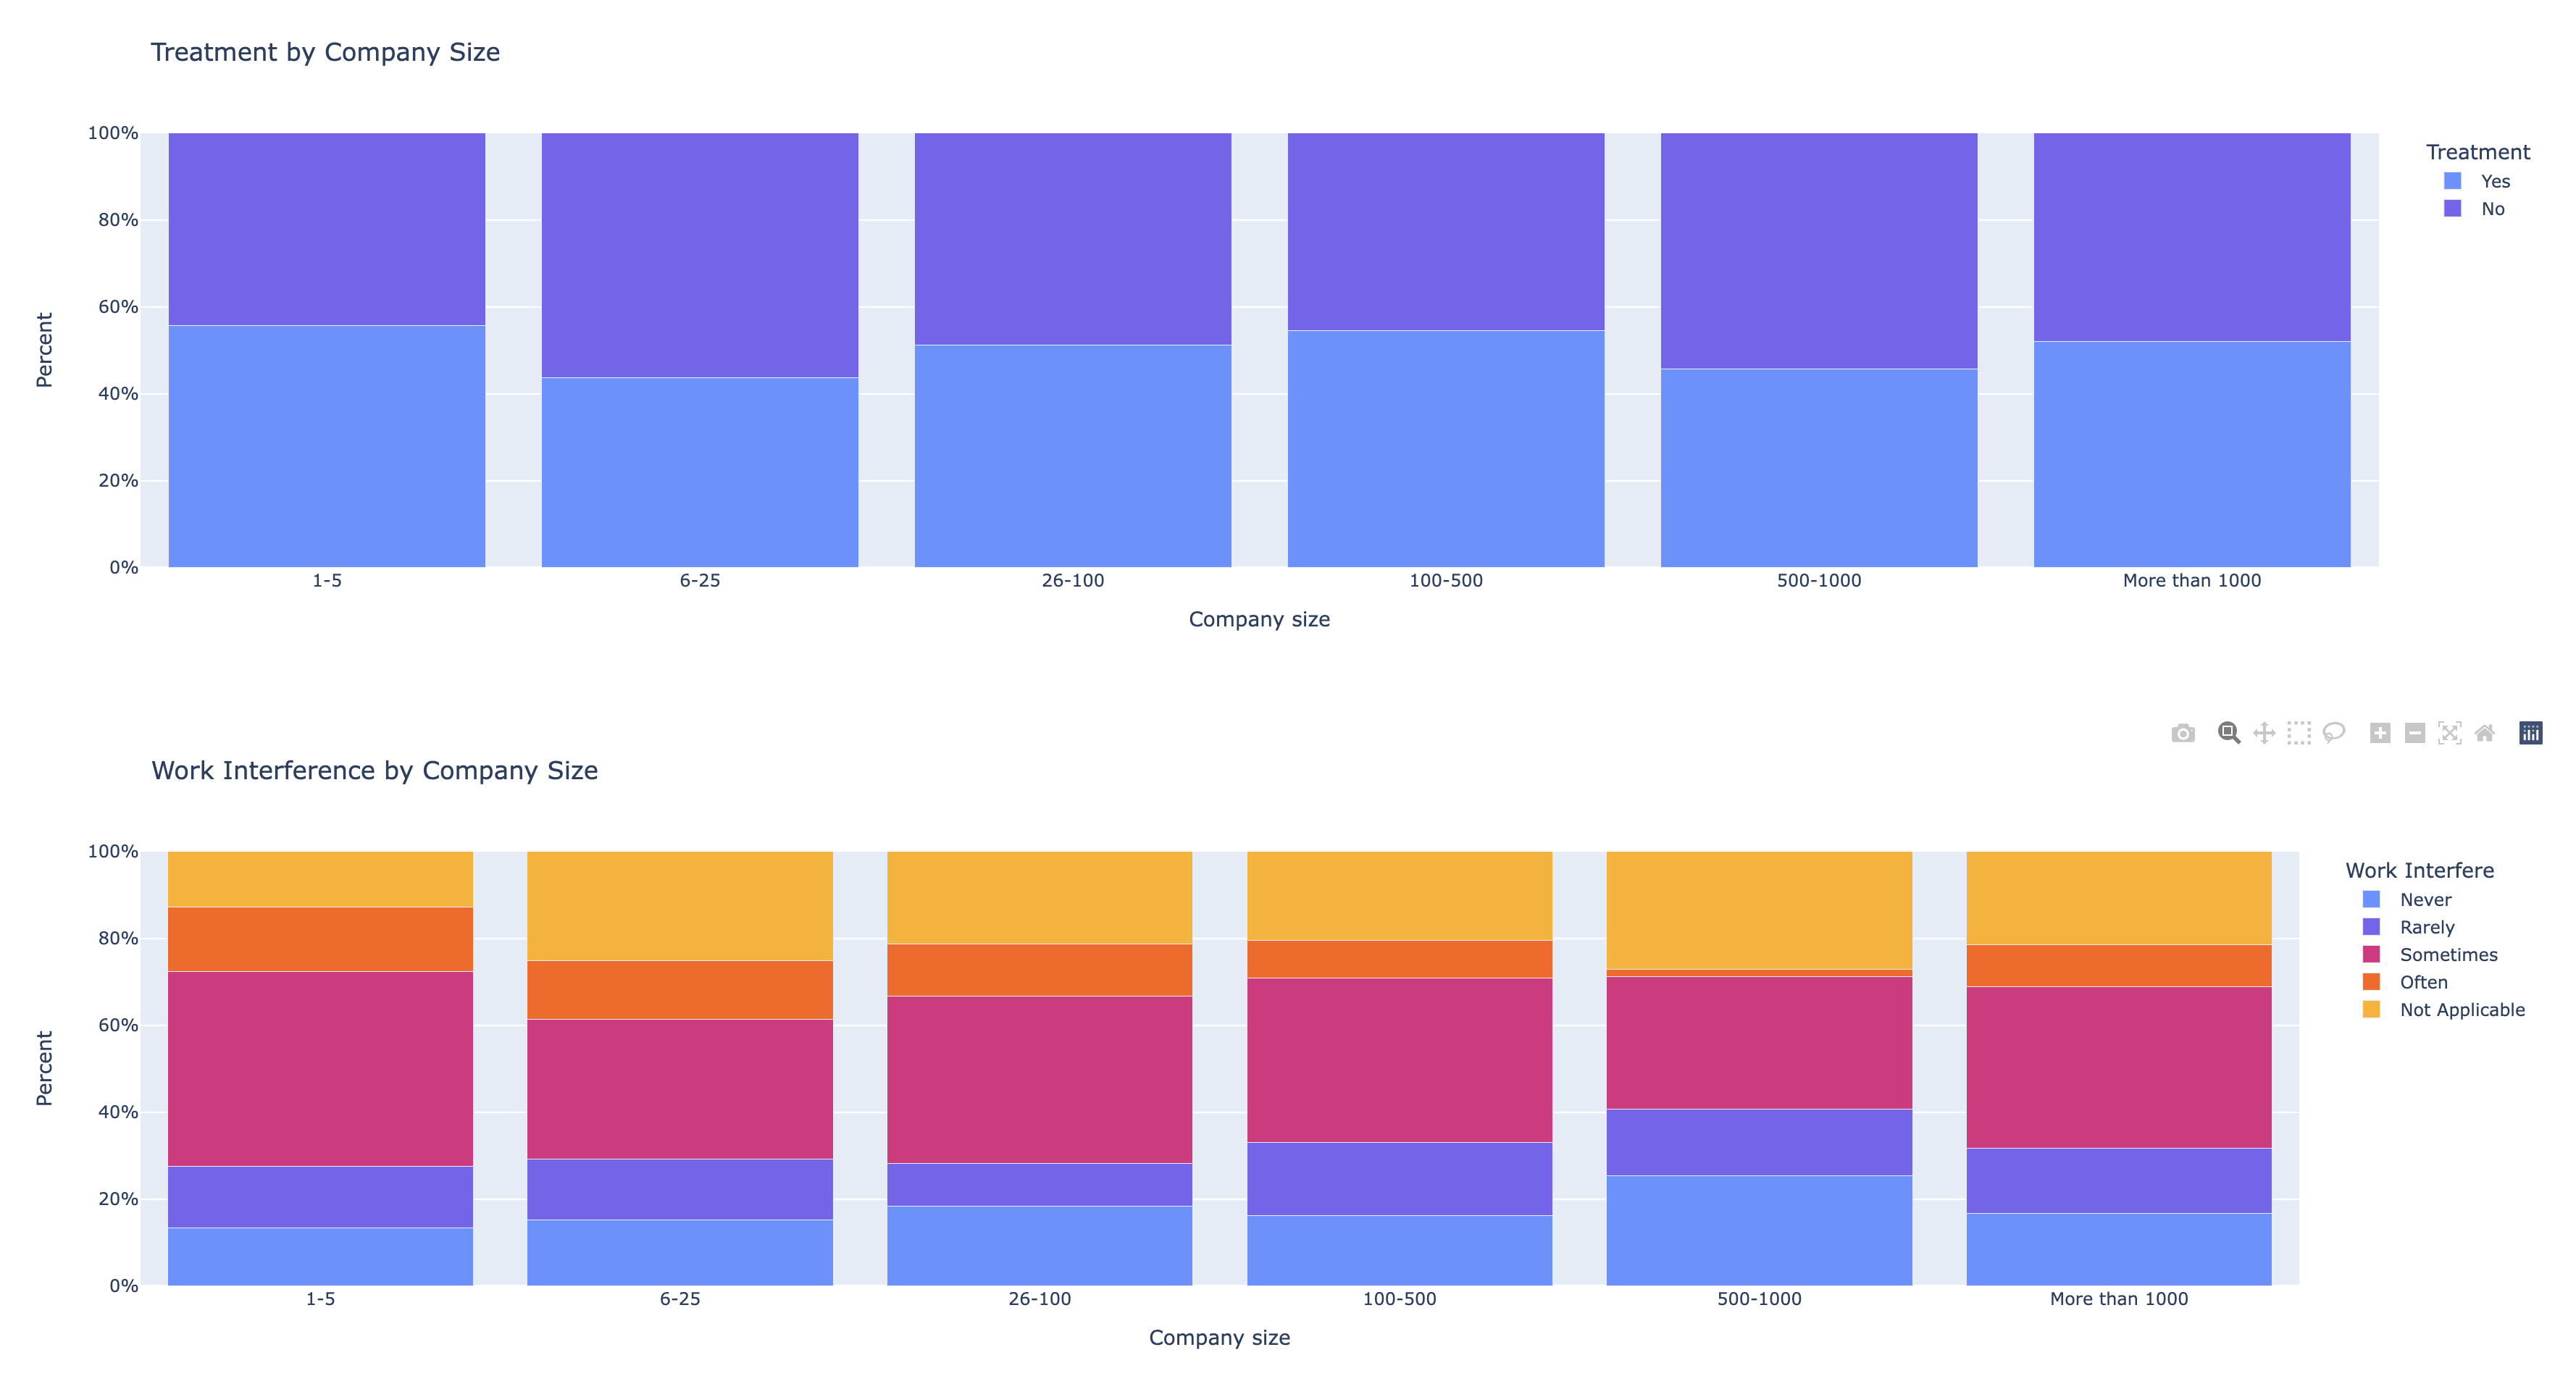 Treatment by Company Size
100%
80%
60%
40%
20%
0%
Percent
1-5 6-25 26-100 100-500 500-1000 More than 1000
Company size
Treatment
Yes
No
Work Interference by Company Size
100%
80%
60%
40%
20%
0%
Percent
1-5 6-25 26-100 100-500 500-1000 More than 1000
Company size
Work Interfere
Never
Rarely
Sometimes
Often
Not Applicable